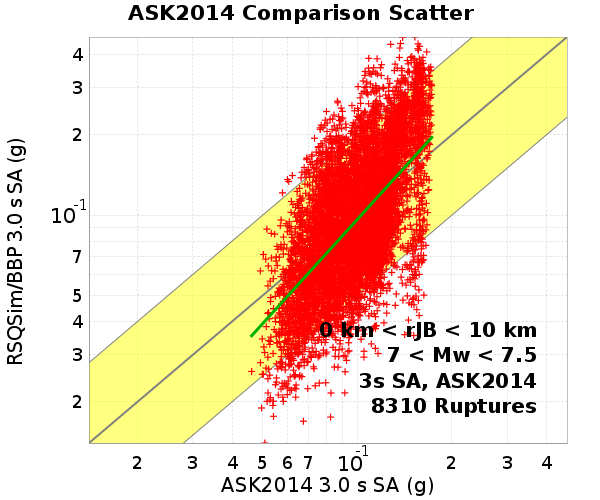 ASK2014 Comparison Scatter
RSQSim/BBP 3.0 s SA (g)
4
3
2
10-1
7
6
5
4
3
2
0 km < rJB < 10 km
7 < Mw < 7.5
3s SA, ASK2014
8310 Ruptures
2 3 4 5 6 7 10-1 2 3 4
ASK2014 3.0 s SA (g)